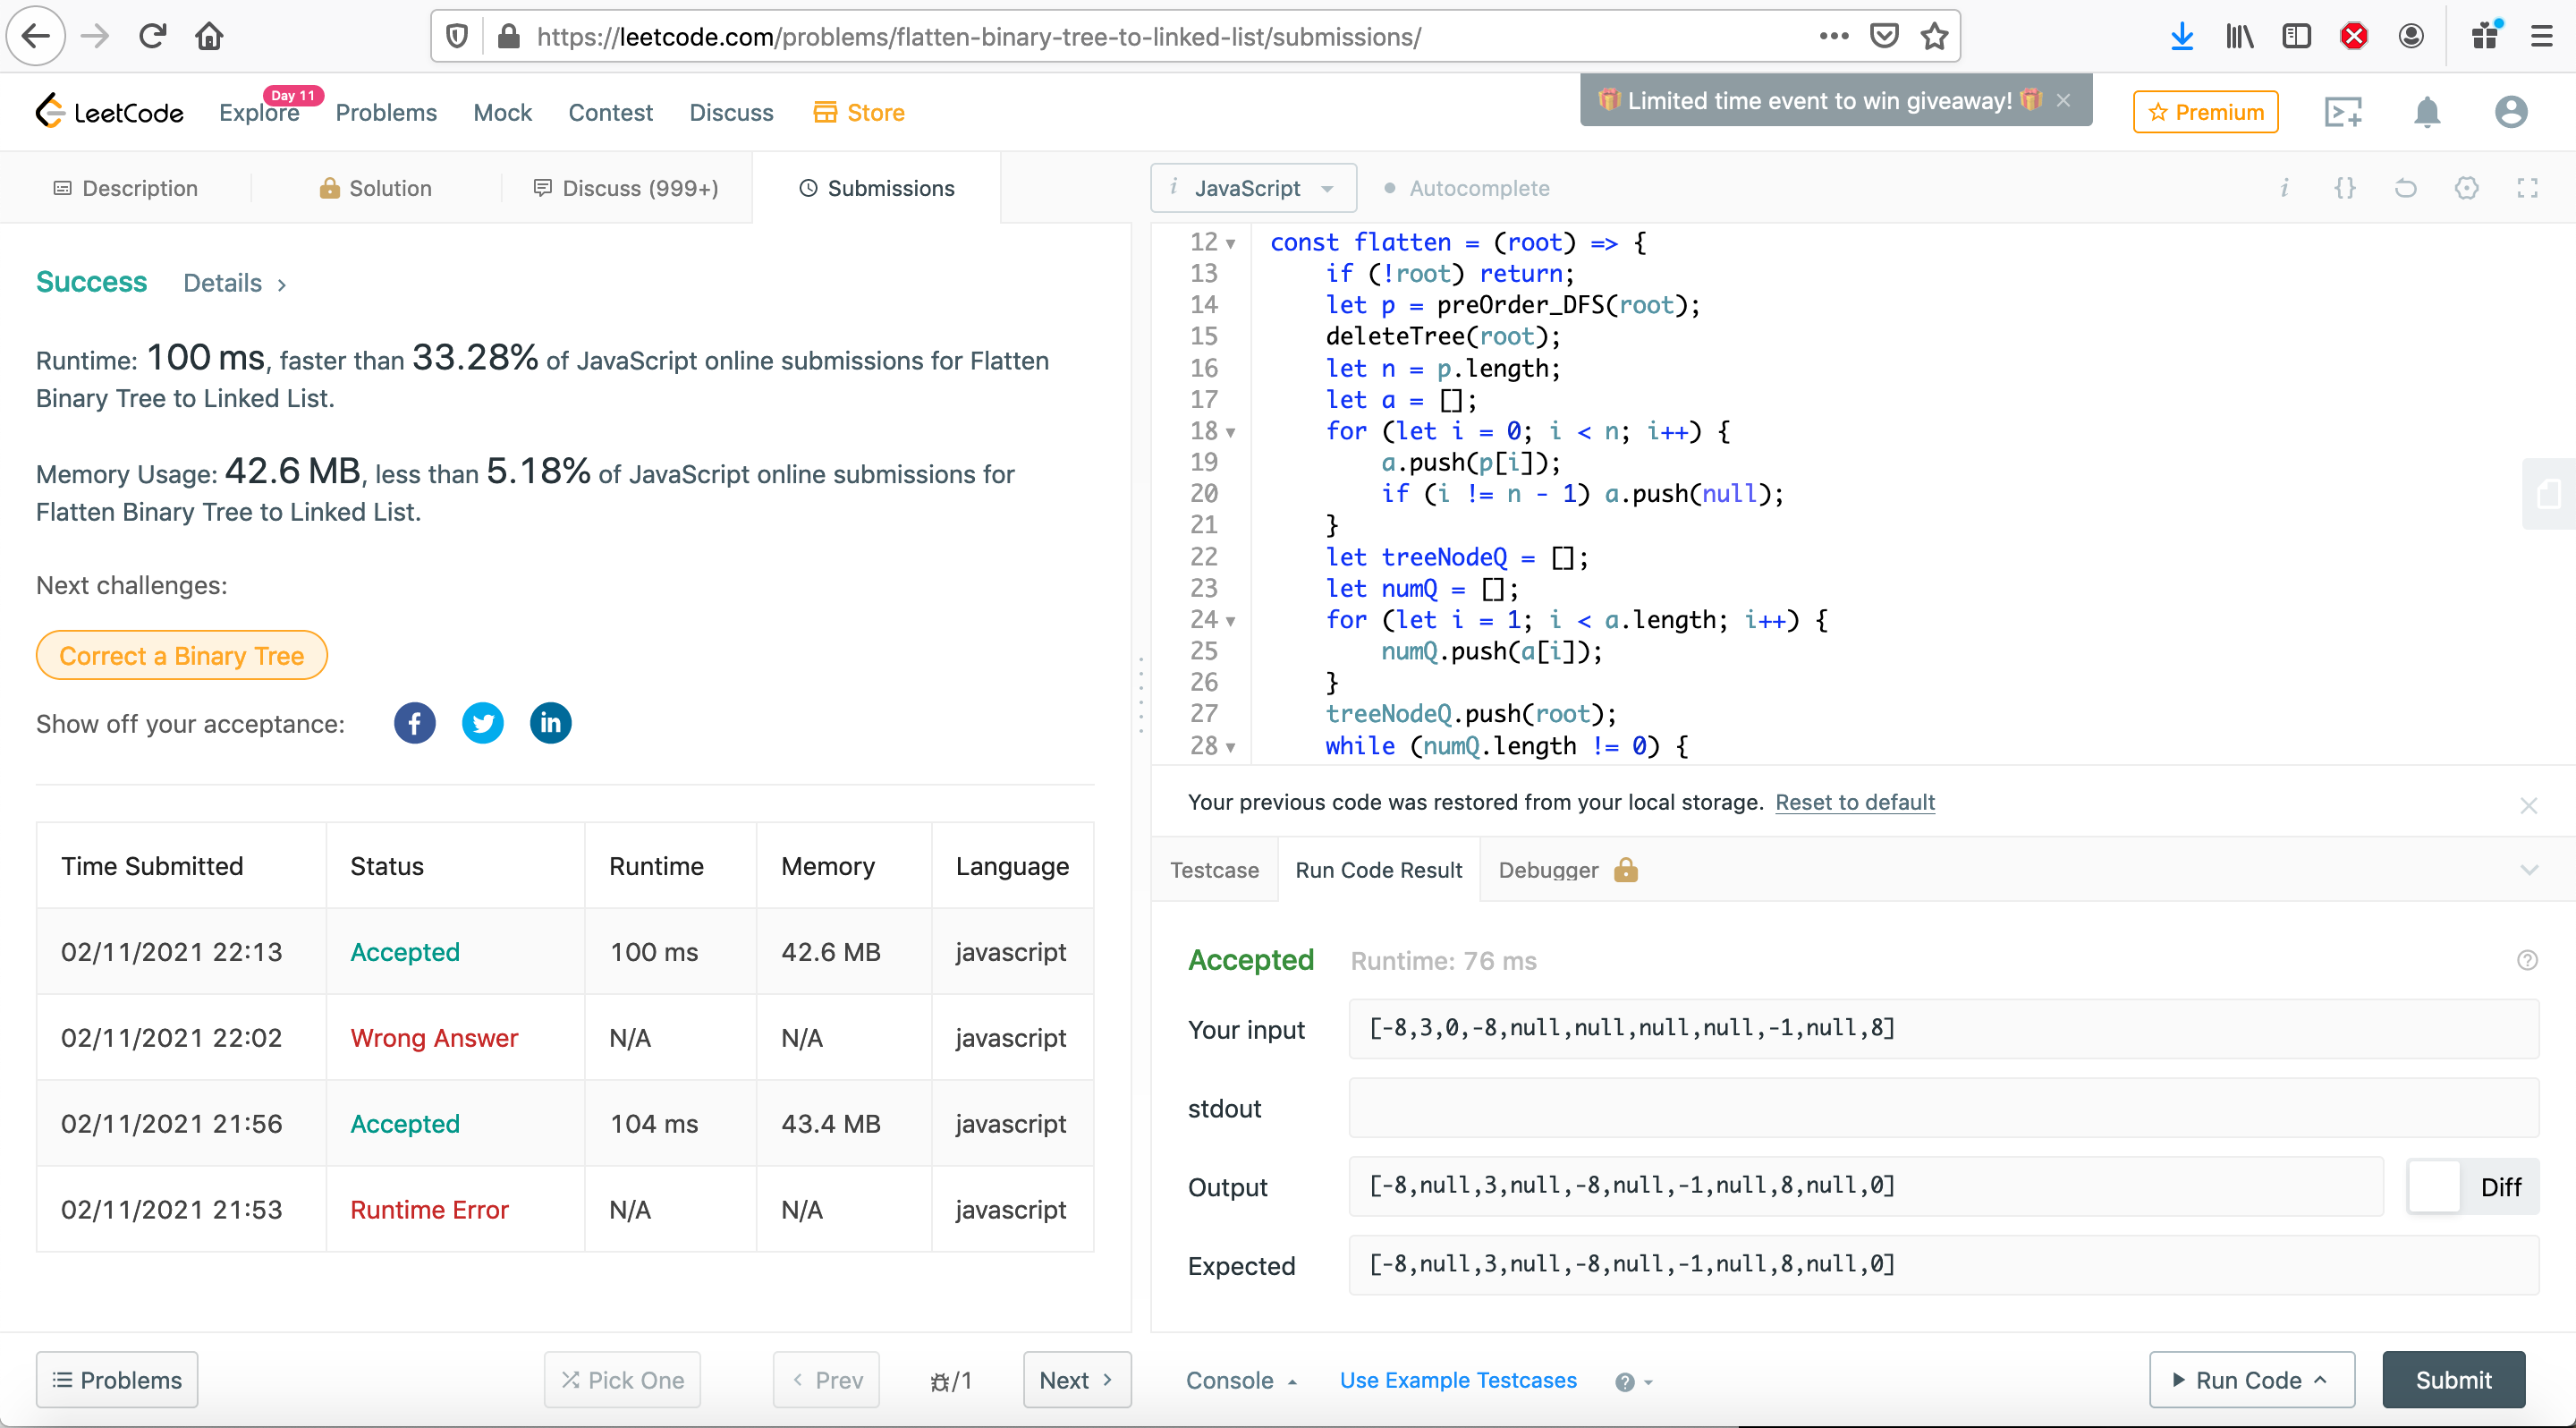 https://leetcode.com/problems/flatten-binary-tree-to-linked-list/submissions/
LeetCode
Explore
Day 11
Problems
Mock
Contest
Discuss
Store
🎁 Limited time event to win giveaway! 🎁
Premium
Description
Solution
Discuss (999+)
Submissions
i JavaScript
Autocomplete
Success Details >
Runtime: 100 ms, faster than 33.28% of JavaScript online submissions for Flatten
Binary Tree to Linked List.
Memory Usage: 42.6 MB, less than 5.18% of JavaScript online submissions for
Flatten Binary Tree to Linked List.
Next challenges:
Correct a Binary Tree
Show off your acceptance:
Time Submitted Status Runtime Memory Language
02/11/2021 22:13 Accepted 100 ms 42.6 MB javascript
02/11/2021 22:02 Wrong Answer N/A N/A javascript
02/11/2021 21:56 Accepted 104 ms 43.4 MB javascript
02/11/2021 21:53 Runtime Error N/A N/A javascript
12 const flatten = (root) => {
13     if (!root) return;
14     let p = preOrder_DFS(root);
15     deleteTree(root);
16     let n = p.length;
17     let a = [];
18     for (let i = 0; i < n; i++) {
19         a.push(p[i]);
20         if (i != n - 1) a.push(null);
21     }
22     let treeNodeQ = [];
23     let numQ = [];
24     for (let i = 1; i < a.length; i++) {
25         numQ.push(a[i]);
26     }
27     treeNodeQ.push(root);
28     while (numQ.length != 0) {
Your previous code was restored from your local storage. Reset to default
Testcase Run Code Result Debugger
Accepted Runtime: 76 ms
Your input [-8,3,0,-8,null,null,null,null,-1,null,8]
stdout
Output [-8,null,3,null,-8,null,-1,null,8,null,0] Diff
Expected [-8,null,3,null,-8,null,-1,null,8,null,0]
Problems
Pick One
< Prev
/1
Next >
Console
Use Example Testcases
Run Code
Submit